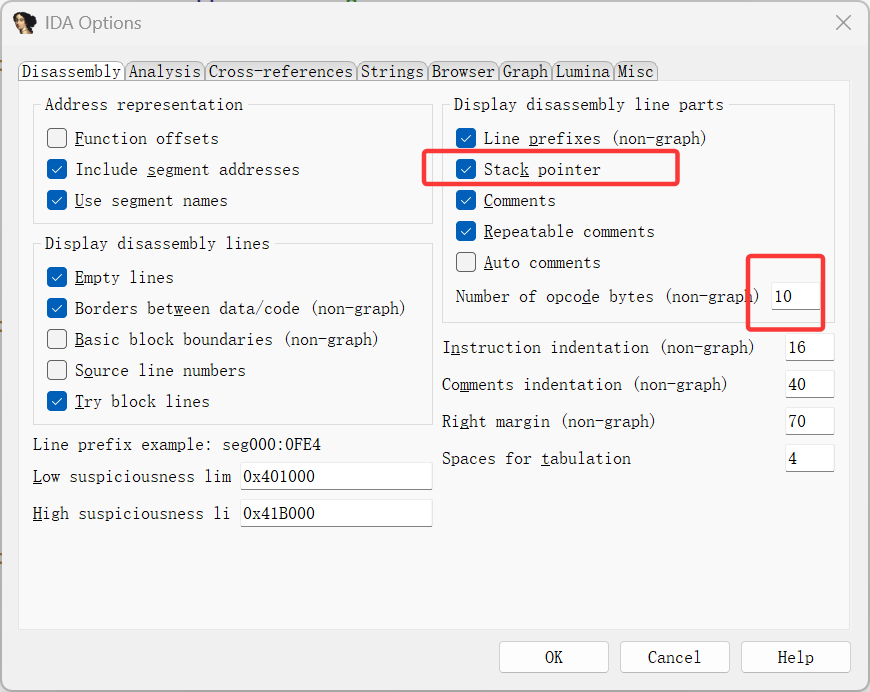 IDA Options
Disassembly Analysis Cross-references Strings Browser Graph Lumina Misc
Address representation
Function offsets
Include segment addresses
Use segment names
Display disassembly lines
Empty lines
Borders between data/code (non-graph)
Basic block boundaries (non-graph)
Source line numbers
Try block lines
Line prefix example: seg000:0FE4
Low suspiciousness lim 0x401000
High suspiciousness li 0x41B000
Display disassembly line parts
Line prefixes (non-graph)
Stack pointer
Comments
Repeatable comments
Auto comments
Number of opcode bytes (non-graph) 10
Instruction indentation (non-graph) 16
Comments indentation (non-graph) 40
Right margin (non-graph) 70
Spaces for tabulation 4
OK Cancel Help